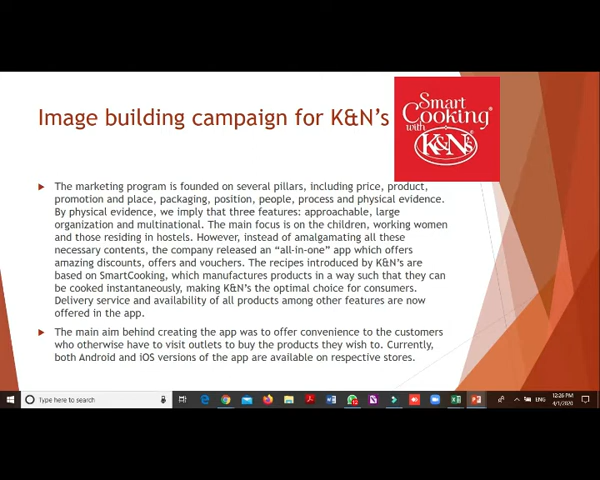 Image building campaign for K&N's
Smart
Cooking
with
K&N's
The marketing program is founded on several pillars, including price, product,
promotion and place, packaging, position, people, process and physical evidence.
By physical evidence, we imply that three features: approachable, large
organization and multinational. The main focus is on the children, working women
and those residing in hostels. However, instead of amalgamating all these
necessary contents, the company released an “all-in-one” app which offers
amazing discounts, offers and vouchers. The recipes introduced by K&N's are
based on SmartCooking, which manufactures products in a way such that they can
be cooked instantaneously, making K&N's the optimal choice for consumers.
Delivery service and availability of all products among other features are now
offered in the app.
The main aim behind creating the app was to offer convenience to the customers
who otherwise have to visit outlets to buy the products they wish to. Currently,
both Android and iOS versions of the app are available on respective stores.
Type here to search
ENG
12:26 PM
4/1/2020